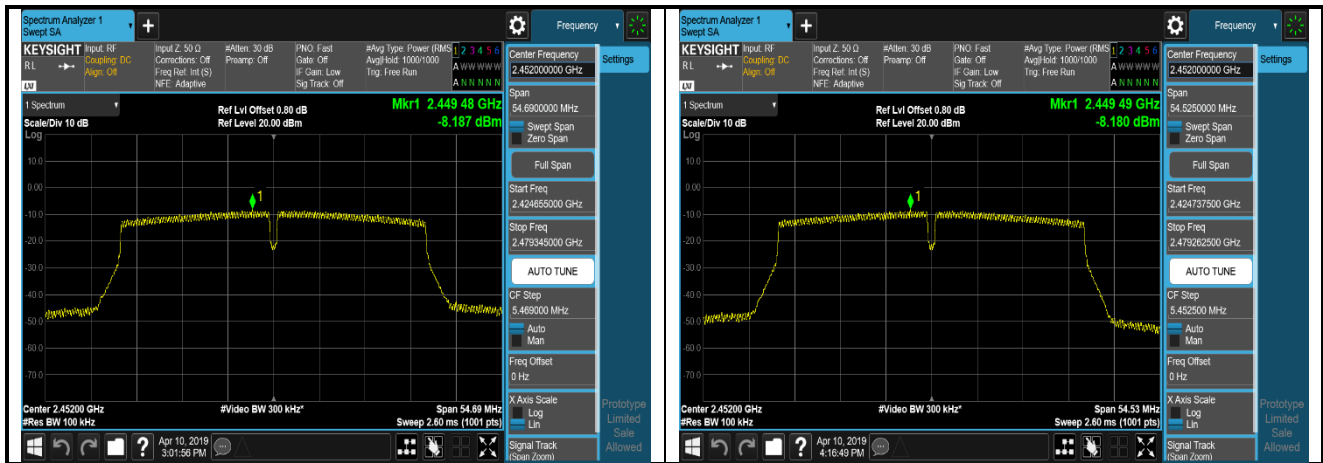 Spectrum Analyzer 1
Swept SA
+
Frequency
KEYSIGHT
RL
LXI
Input: RF
Coupling: DC
Align: Off
Input Z: 50 Ω
Corrections: Off
Freq Ref: Int (S)
NFE: Adaptive
#Atten: 30 dB
Preamp: Off
PNO: Fast
Gate: Off
IF Gain: Low
Sig Track: Off
#Avg Type: Power (RMS
Avg|Hold: 1000/1000
Trig: Free Run
1 2 3 4 5 6
A W W W W W
A N N N N N
1 Spectrum
Scale/Div 10 dB
Log
Ref Lvl Offset 0.80 dB
Ref Level 20.00 dBm
Mkr1 2.449 48 GHz
-8.187 dBm
10.0
0.00
-10.0
-20.0
-30.0
-40.0
-50.0
-60.0
-70.0
1
Center 2.45200 GHz
#Res BW 100 kHz
#Video BW 300 kHz*
Span 54.69 MHz
Sweep 2.60 ms (1001 pts)
Center Frequency
2.452000000 GHz
Settings
Span
54.6900000 MHz
Swept Span
Zero Span
Full Span
Start Freq
2.424655000 GHz
Stop Freq
2.479345000 GHz
AUTO TUNE
CF Step
5.469000 MHz
Auto
Man
Freq Offset
0 Hz
X Axis Scale
Log
Lin
Signal Track
(Span Zoom)
Prototype
Limited
Sale
Allowed
?
Apr 10, 2019
3:01:56 PM
Spectrum Analyzer 1
Swept SA
+
Frequency
KEYSIGHT
RL
LXI
Input: RF
Coupling: DC
Align: Off
Input Z: 50 Ω
Corrections: Off
Freq Ref: Int (S)
NFE: Adaptive
#Atten: 30 dB
Preamp: Off
PNO: Fast
Gate: Off
IF Gain: Low
Sig Track: Off
#Avg Type: Power (RMS
Avg|Hold: 1000/1000
Trig: Free Run
1 2 3 4 5 6
A W W W W W
A N N N N N
1 Spectrum
Scale/Div 10 dB
Log
Ref Lvl Offset 0.80 dB
Ref Level 20.00 dBm
Mkr1 2.449 49 GHz
-8.180 dBm
10.0
0.00
-10.0
-20.0
-30.0
-40.0
-50.0
-60.0
-70.0
1
Center 2.45200 GHz
#Res BW 100 kHz
#Video BW 300 kHz*
Span 54.53 MHz
Sweep 2.60 ms (1001 pts)
Center Frequency
2.452000000 GHz
Settings
Span
54.5250000 MHz
Swept Span
Zero Span
Full Span
Start Freq
2.424737500 GHz
Stop Freq
2.479262500 GHz
AUTO TUNE
CF Step
5.452500 MHz
Auto
Man
Freq Offset
0 Hz
X Axis Scale
Log
Lin
Signal Track
(Span Zoom)
Prototype
Limited
Sale
Allowed
?
Apr 10, 2019
4:16:49 PM